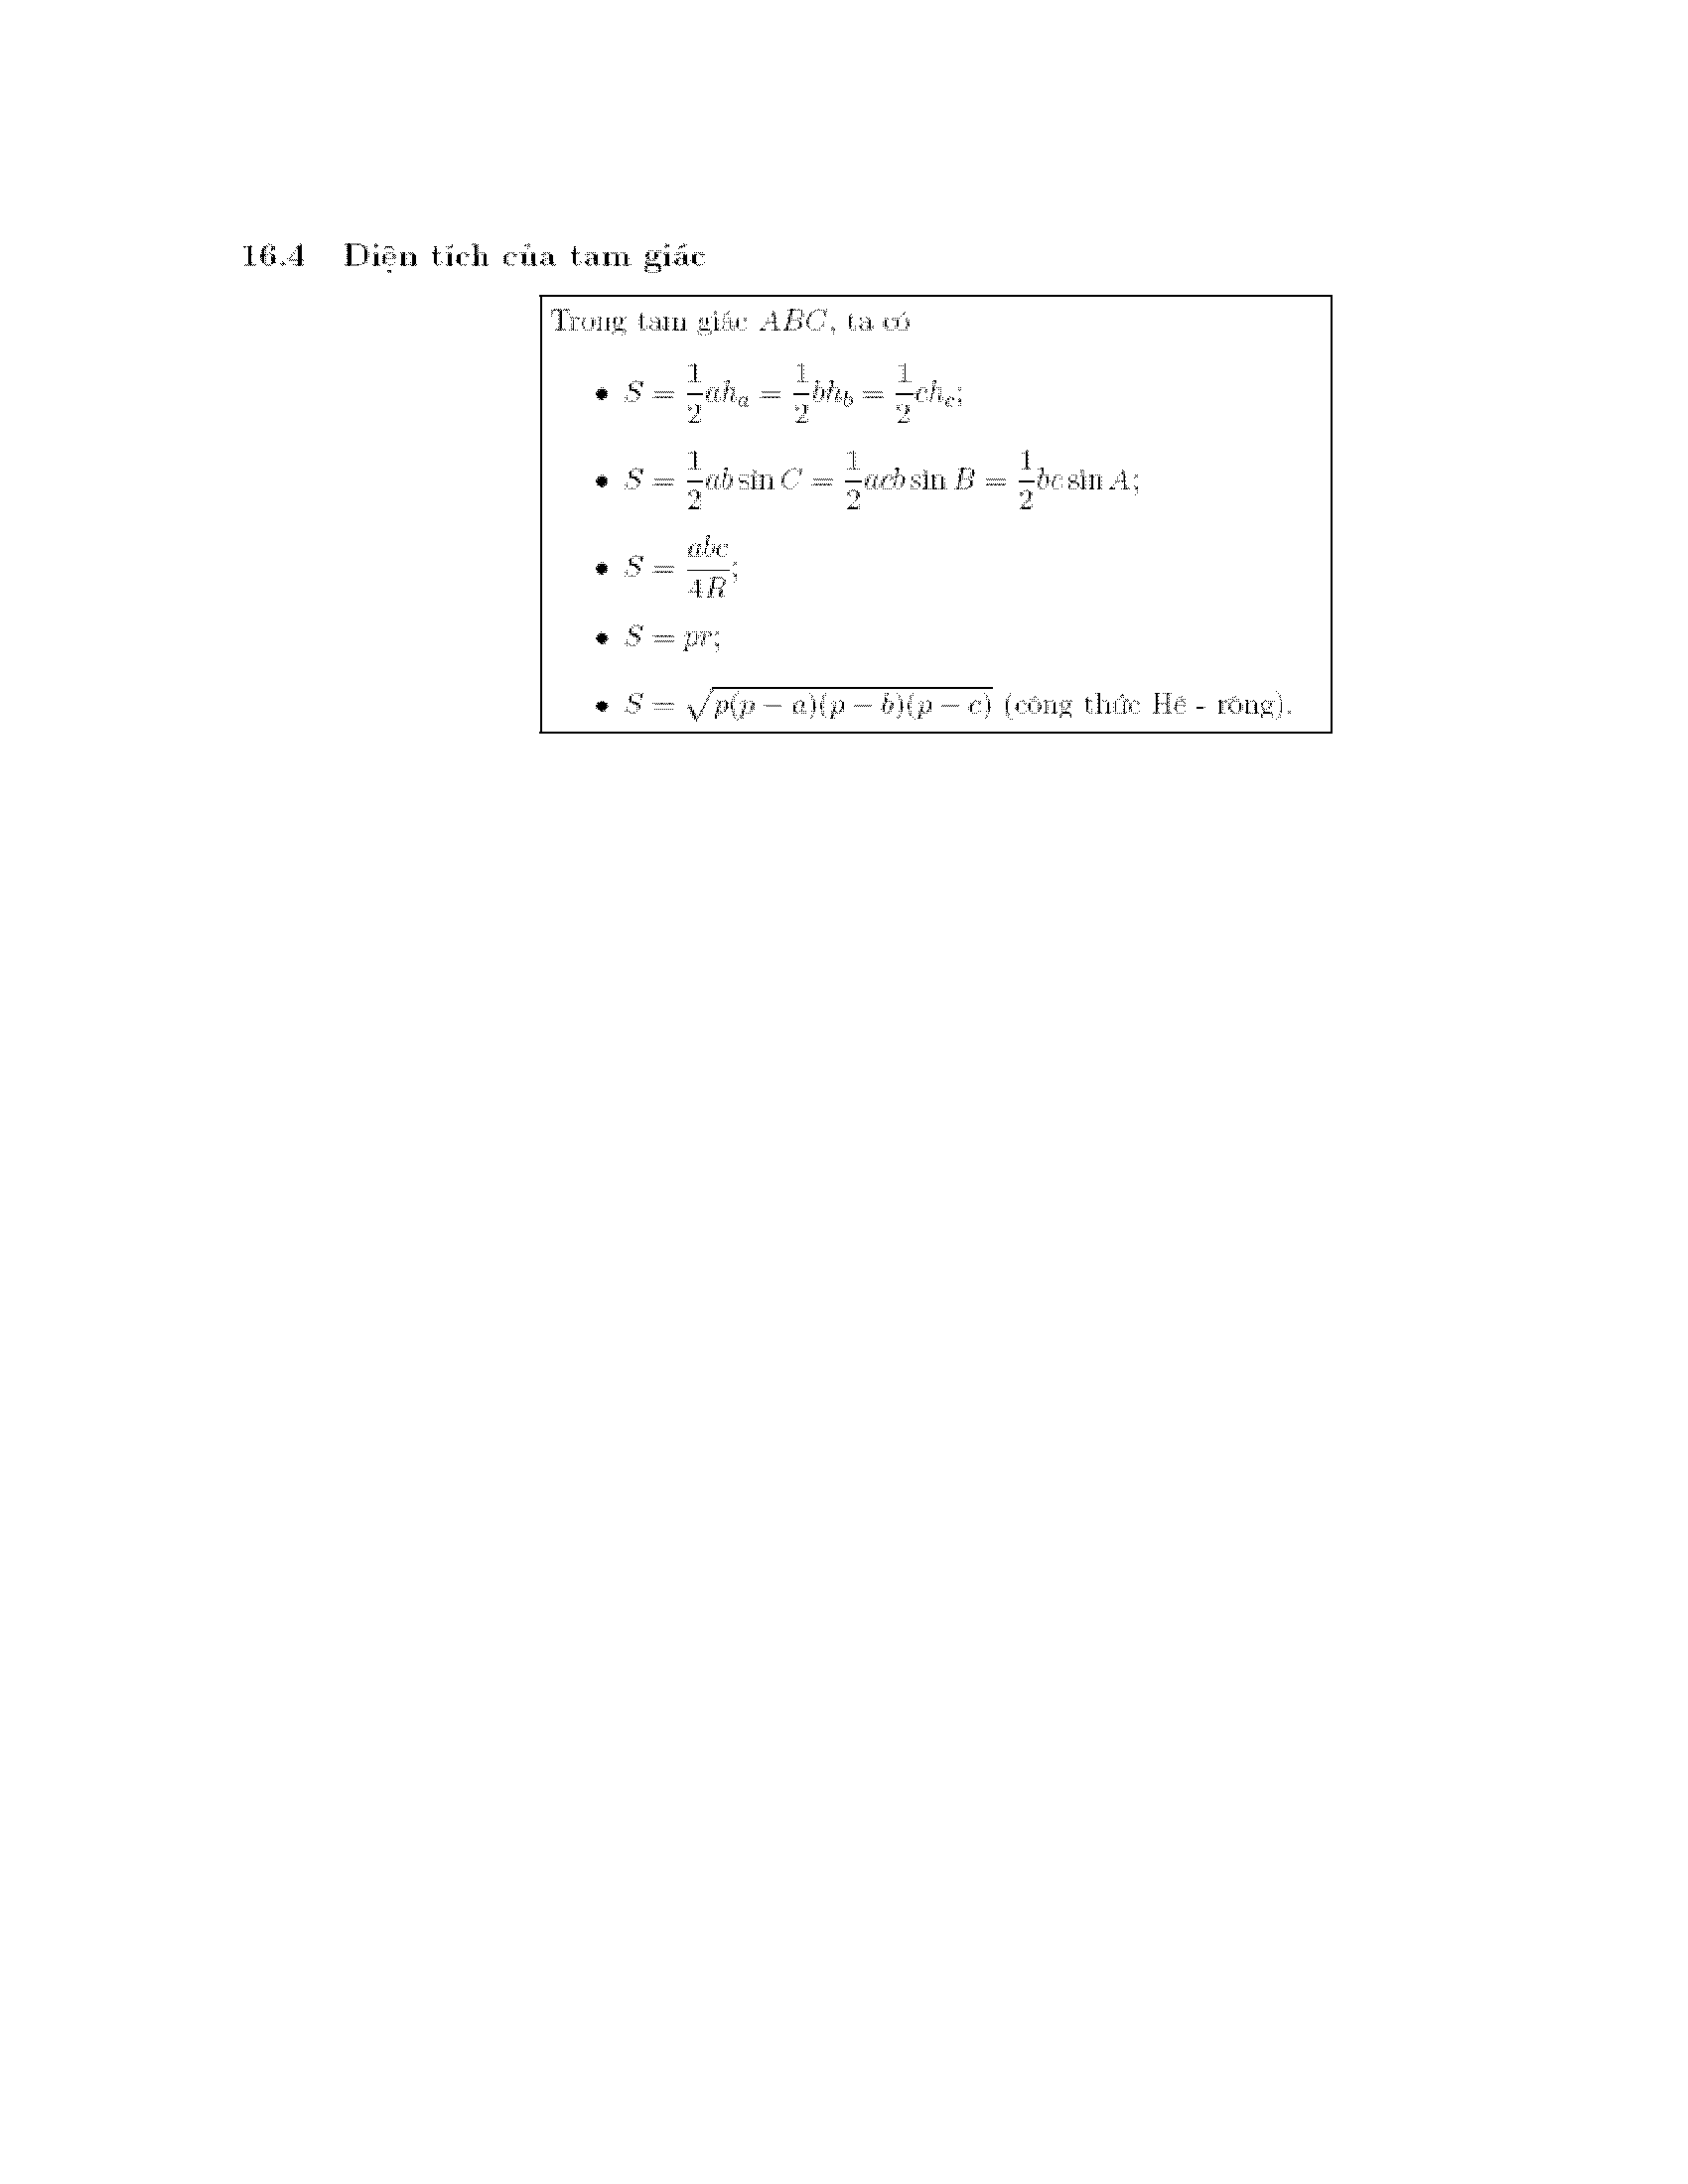 16.4 Diện tích của tam giác
Trong tam giác ABC, ta có
• S = \frac{1}{2}ah_a = \frac{1}{2}bh_b = \frac{1}{2}ch_c;
• S = \frac{1}{2}ab sin C = \frac{1}{2}acb sin B = \frac{1}{2}bc sin A;
• S = \frac{abc}{4R};
• S = pr;
• S = \sqrt{p(p − a)(p − b)(p − c)} (công thức Hê - rông).